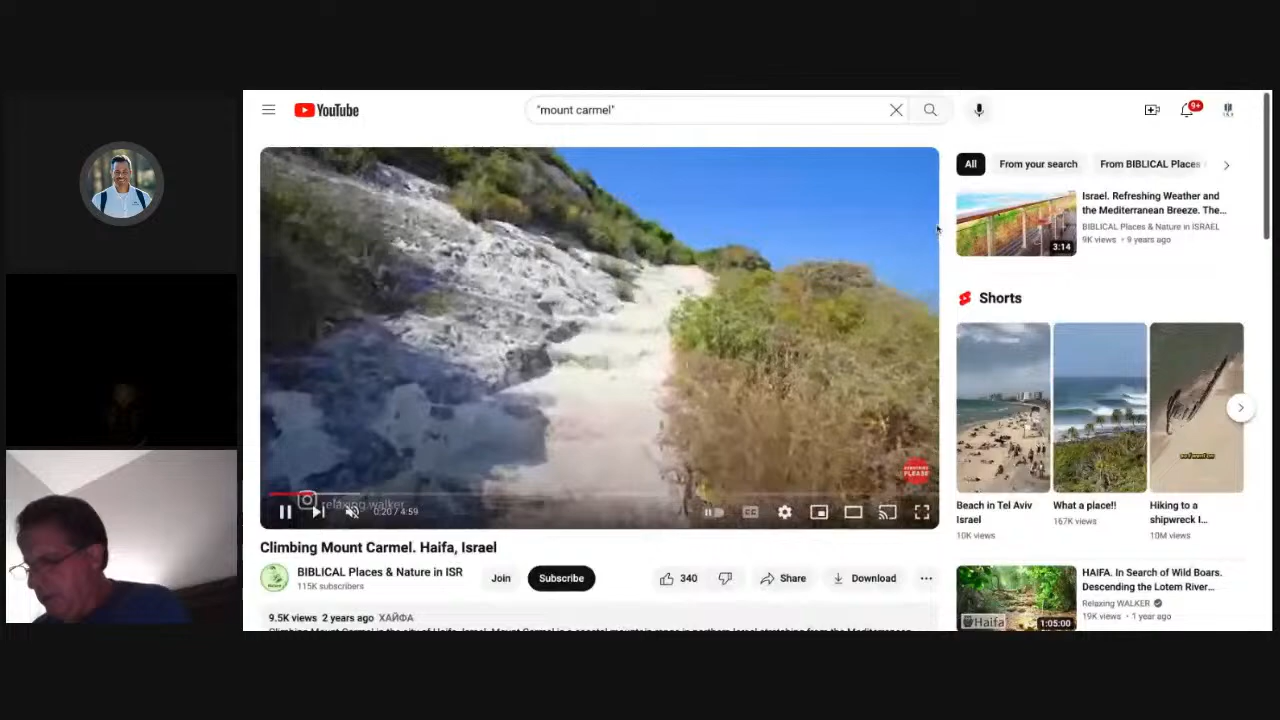 YouTube
"mount carmel"
9+
All
From your search
From BIBLICAL Places
Israel. Refreshing Weather and
the Mediterranean Breeze. The...
BIBLICAL Places & Nature in ISRAEL
9K views • 9 years ago
3:14
Shorts
Beach in Tel Aviv
Israel
10K views
What a place!!
167K views
Hiking to a
shipwreck I...
10M views
PLEASE
relaxing walker
0:20 / 4:59
CC
Climbing Mount Carmel. Haifa, Israel
BIBLICAL Places & Nature in ISR
115K subscribers
Join
Subscribe
340
Share
Download
9.5K views 2 years ago ХАЙФА
HAIFA. In Search of Wild Boars.
Descending the Lotem River...
Relaxing WALKER
19K views • 1 year ago
Haifa
1:05:00